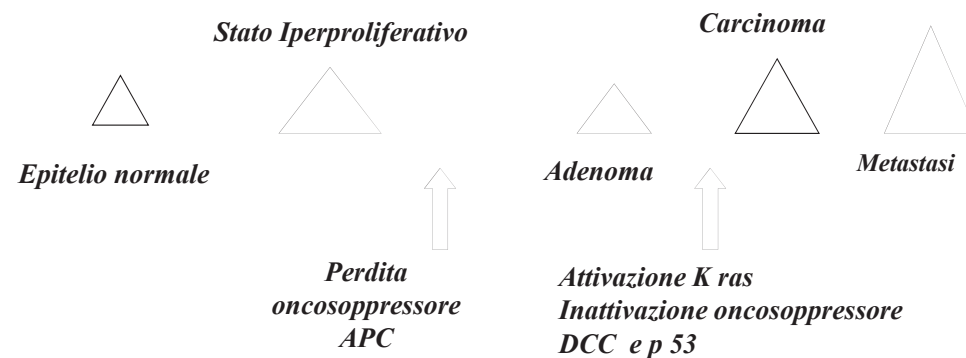 Stato Iperproliferativo
Carcinoma
Epitelio normale
Adenoma
Metastasi
Perdita
oncosoppressore
APC
Attivazione K ras
Inattivazione oncosoppressore
DCC e p 53